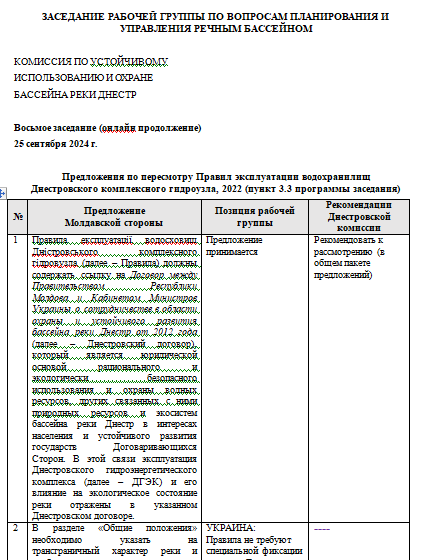 ЗАСЕДАНИЕ РАБОЧЕЙ ГРУППЫ ПО ВОПРОСАМ ПЛАНИРОВАНИЯ И
УПРАВЛЕНИЯ РЕЧНЫМ БАССЕЙНОМ
КОМИССИЯ ПО УСТОЙЧИВОМУ
ИСПОЛЬЗОВАНИЮ И ОХРАНЕ
БАССЕЙНА РЕКИ ДНЕСТР
Восьмое заседание (онлайн продолжение)
25 сентября 2024 г.
Предложения по пересмотру Правил эксплуатации водохранилищ
Днестровского комплексного гидроузла, 2022 (пункт 3.3 программы заседания)
№
Предложение
Молдавской стороны
Позиция рабочей
группы
Рекомендации
Днестровской
комиссии
1
Правила експлуатації водосховищ
Дністровського комплексного
гідровузла (далее – Правила) должны
содержать ссылку на Договор между
Правительством Республики
Молдова и Кабинетом Министров
Украины о сотрудничестве в области
охраны и устойчивого развития
бассейна реки Днестр от 2012 года
(далее – Днестровский договор),
который является юридической
основой рационального и
экологически безопасного
использования и охраны водных
ресурсов, других связанных с ними
природных ресурсов и экосистем
бассейна реки Днестр в интересах
населения и устойчивого развития
государств Договаривающихся
Сторон. В этой связи эксплуатация
Днестровского гидроэнергетического
комплекса (далее – ДГЭК) и его
влияние на экологическое состояние
реки отражены в указанном
Днестровском договоре.
Предложение
принимается
Рекомендовать к
рассмотрению (в
общем пакете
предложений)
2
В разделе «Общие положения»
необходимо указать на
трансграничный характер реки и
УКРАИНА:
Правила не требуют
специальной фиксации
----